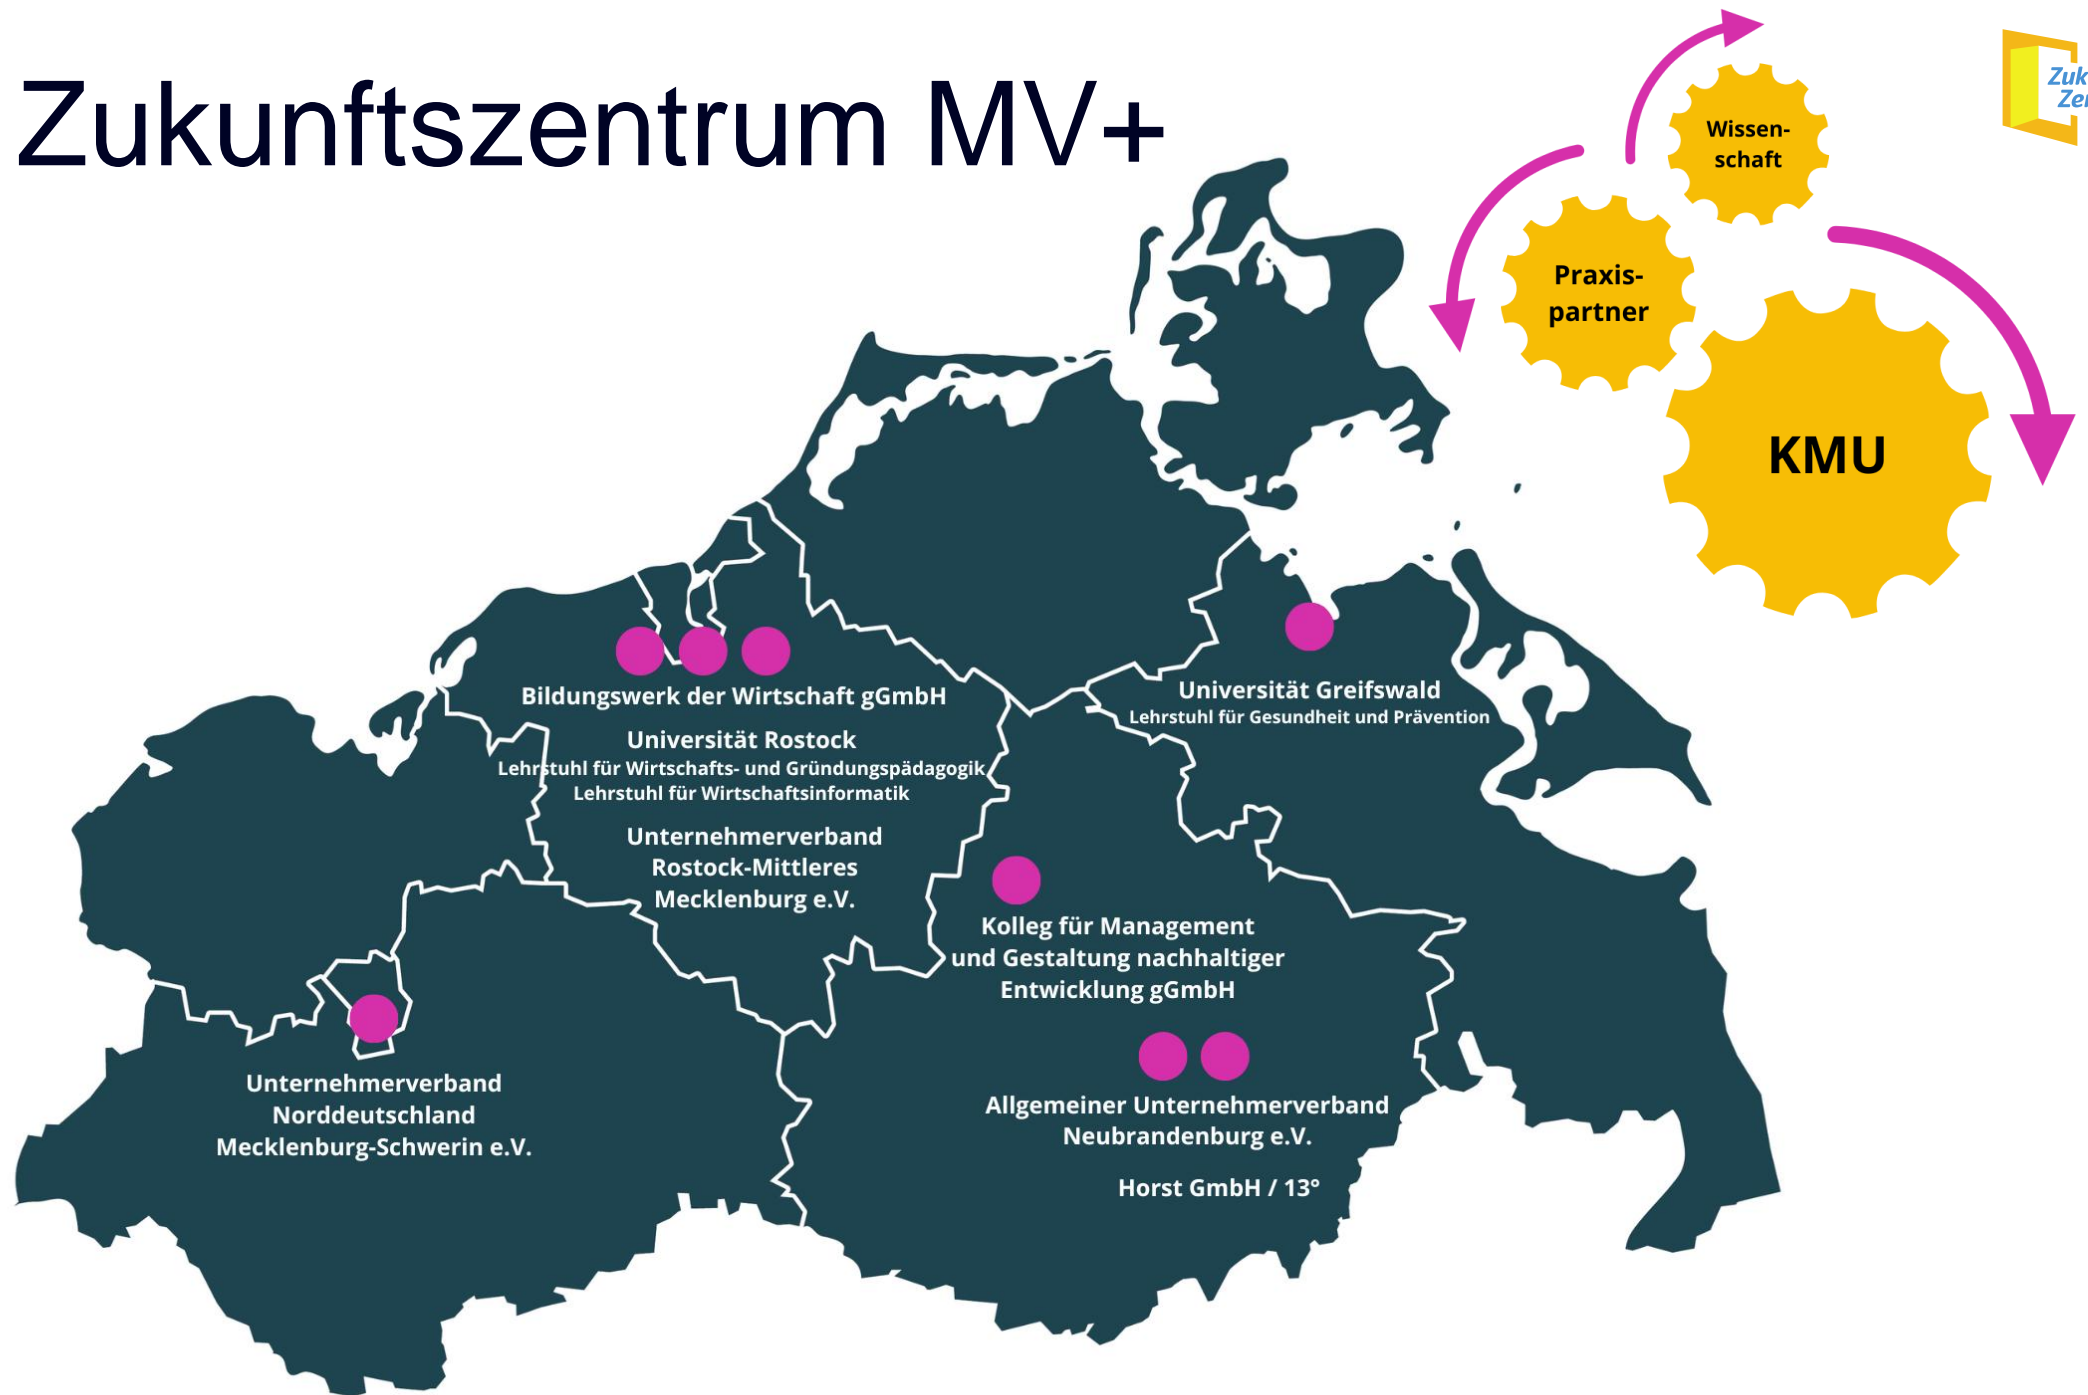 Zukunftszentrum MV+
Wissen-
schaft
Praxis-
partner
KMU
Bildungswerk der Wirtschaft gGmbH
Universität Rostock
Lehrstuhl für Wirtschafts- und Gründungspädagogik
Lehrstuhl für Wirtschaftsinformatik
Unternehmerverband
Rostock-Mittleres
Mecklenburg e.V.
Universität Greifswald
Lehrstuhl für Gesundheit und Prävention
Kolleg für Management
und Gestaltung nachhaltiger
Entwicklung gGmbH
Unternehmerverband
Norddeutschland
Mecklenburg-Schwerin e.V.
Allgemeiner Unternehmerverband
Neubrandenburg e.V.
Horst GmbH / 13°